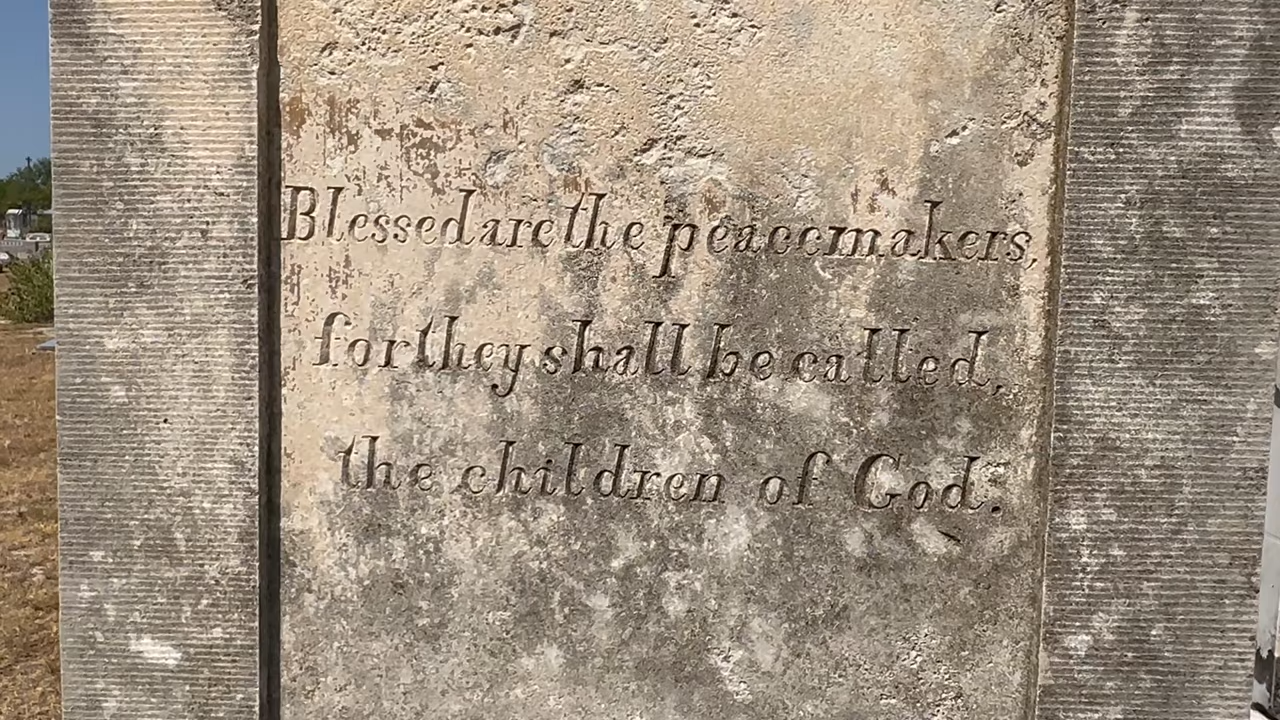 Blessed are the peacemakers,
for they shall be called,
the children of God.